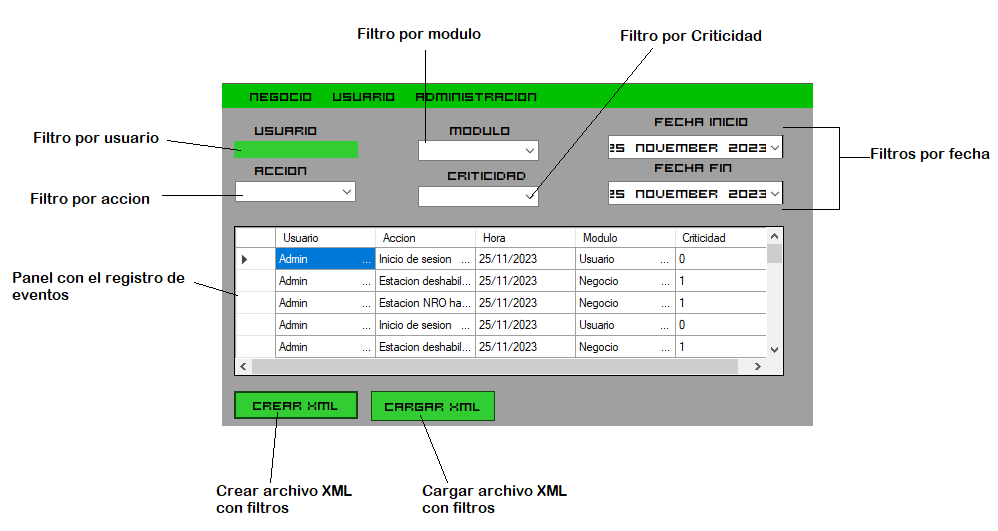 Filtro por modulo
Filtro por Criticidad
NEGOCIO USUARIO ADMINISTRACION
Filtro por usuario
USUARIO
MODULO
FECHA INICIO
25 NOVEMBER 2023
Filtros por fecha
Filtro por accion
ACCION
CRITICIDAD
FECHA FIN
25 NOVEMBER 2023
Panel con el registro de
eventos
Usuario Accion Hora Modulo Criticidad
Admin ... Inicio de sesion ... 25/11/2023 Usuario ... 0
Admin ... Estacion deshabil... 25/11/2023 Negocio ... 1
Admin ... Estacion NRO ha... 25/11/2023 Negocio ... 1
Admin ... Inicio de sesion ... 25/11/2023 Usuario ... 0
Admin ... Estacion deshabil... 25/11/2023 Negocio ... 1
CREAR XML CARGAR XML
Crear archivo XML
con filtros
Cargar archivo XML
con filtros